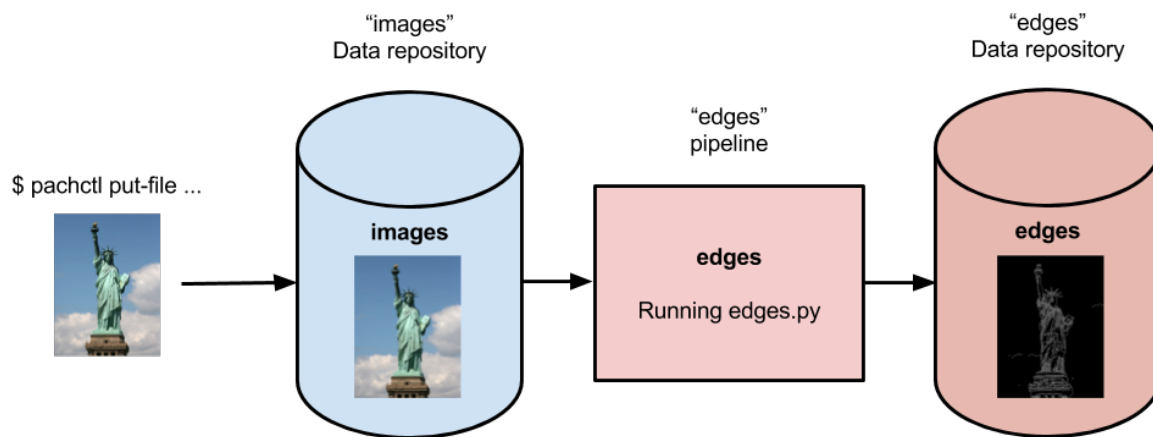 “images”
Data repository
“edges”
Data repository
“edges”
pipeline
$ pachctl put-file ...
images
edges
Running edges.py
edges